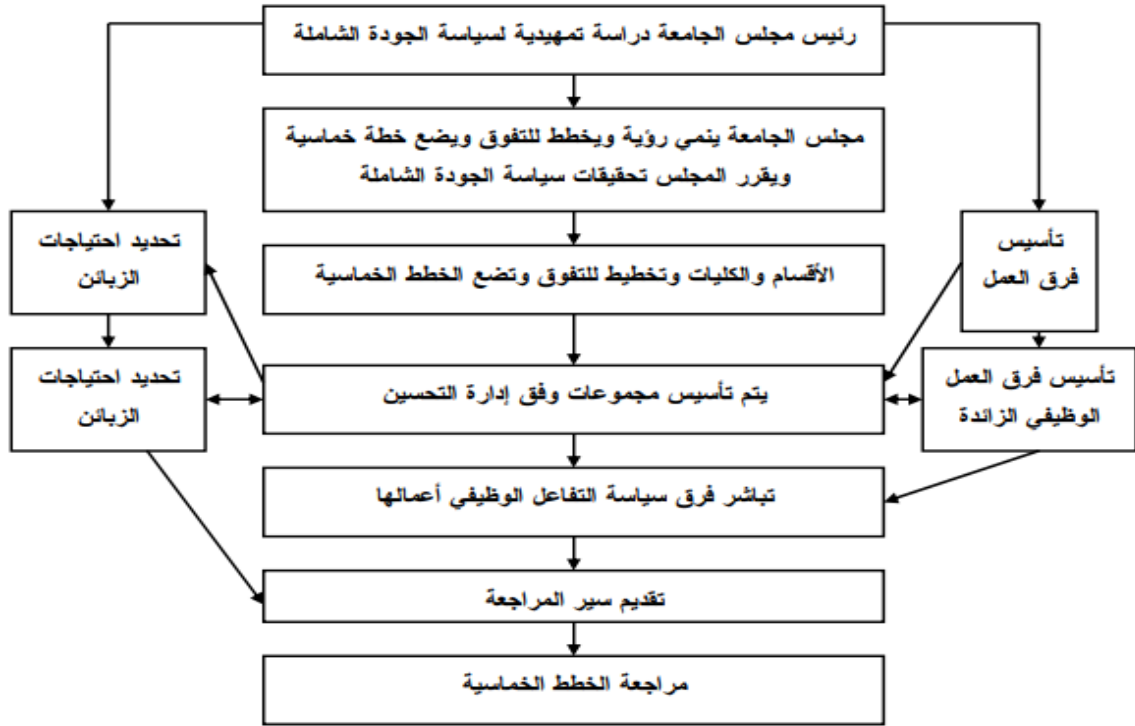 رئيس مجلس الجامعة دراسة تمهيدية لسياسة الجودة الشاملة
مجلس الجامعة ينمي رؤية ويخطط للتفوق ويضع خطة خماسية
ويقرر المجلس تحقيقات سياسة الجودة الشاملة
تأسيس
فرق العمل
الأقسام والكليات وتخطيط للتفوق وتضع الخطط الخماسية
تحديد احتياجات
الزبائن
تأسيس فرق العمل
الوظيفي الزائدة
يتم تأسيس مجموعات وفق إدارة التحسين
تحديد احتياجات
الزبائن
تباشر فرق سياسة التفاعل الوظيفي أعمالها
تقديم سير المراجعة
مراجعة الخطط الخماسية